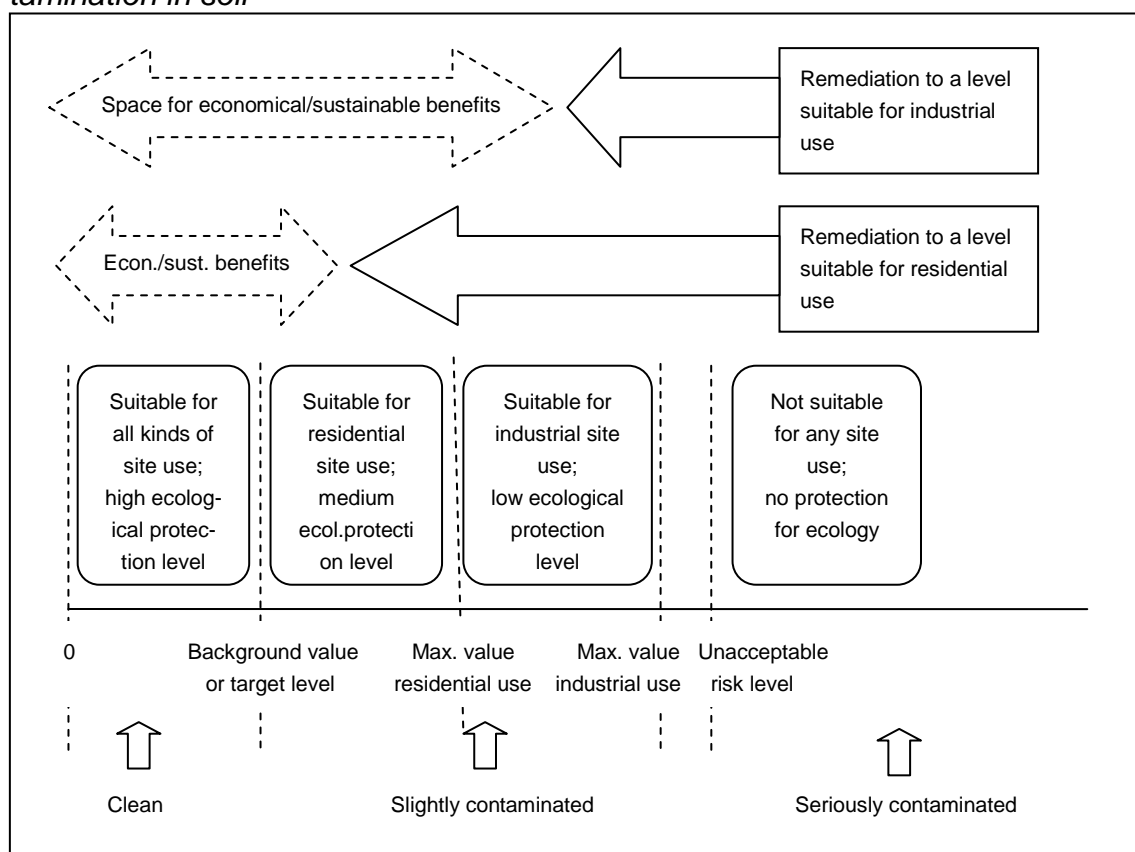 tamination in soil
Space for economical/sustainable benefits
Remediation to a level
suitable for industrial
use
Econ./sust. benefits
Remediation to a level
suitable for residential
use
Suitable for
all kinds of
site use;
high ecolog-
ical protec-
tion level
Suitable for
residential
site use;
medium
ecol.protecti
on level
Suitable for
industrial site
use;
low ecological
protection
level
Not suitable
for any site
use;
no protection
for ecology
0
Background value
or target level
Max. value
residential use
Max. value
industrial use
Unacceptable
risk level
Clean
Slightly contaminated
Seriously contaminated